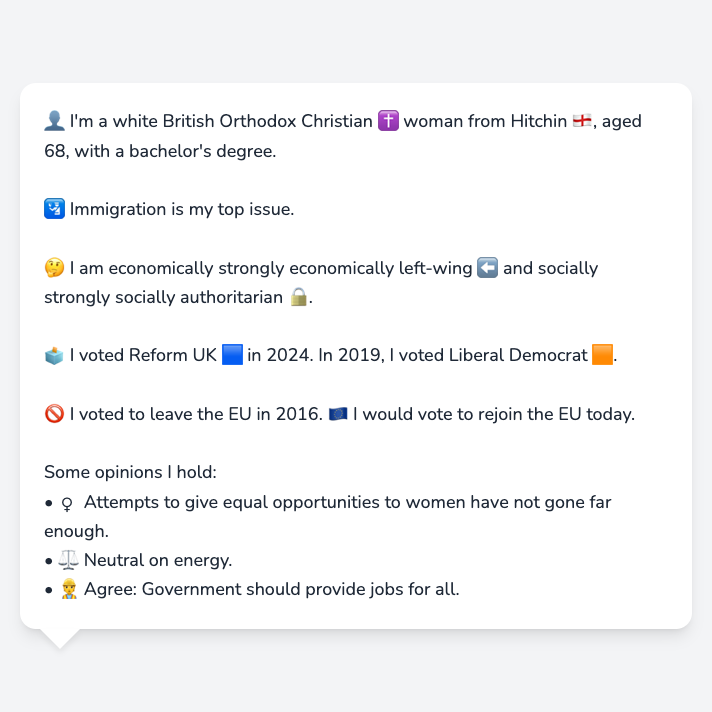 👤 I'm a white British Orthodox Christian ✝️ woman from Hitchin 🏴󠁧󠁢󠁥󠁮󠁧󠁿, aged
68, with a bachelor's degree.
🛂 Immigration is my top issue.
🤔 I am economically strongly economically left-wing ⬅️ and socially
strongly socially authoritarian 🔒.
🗳️ I voted Reform UK 🟦 in 2024. In 2019, I voted Liberal Democrat 🟧.
🚫 I voted to leave the EU in 2016. 🇪🇺 I would vote to rejoin the EU today.
Some opinions I hold:
• ♀ Attempts to give equal opportunities to women have not gone far
enough.
• ⚖️ Neutral on energy.
• 👷 Agree: Government should provide jobs for all.